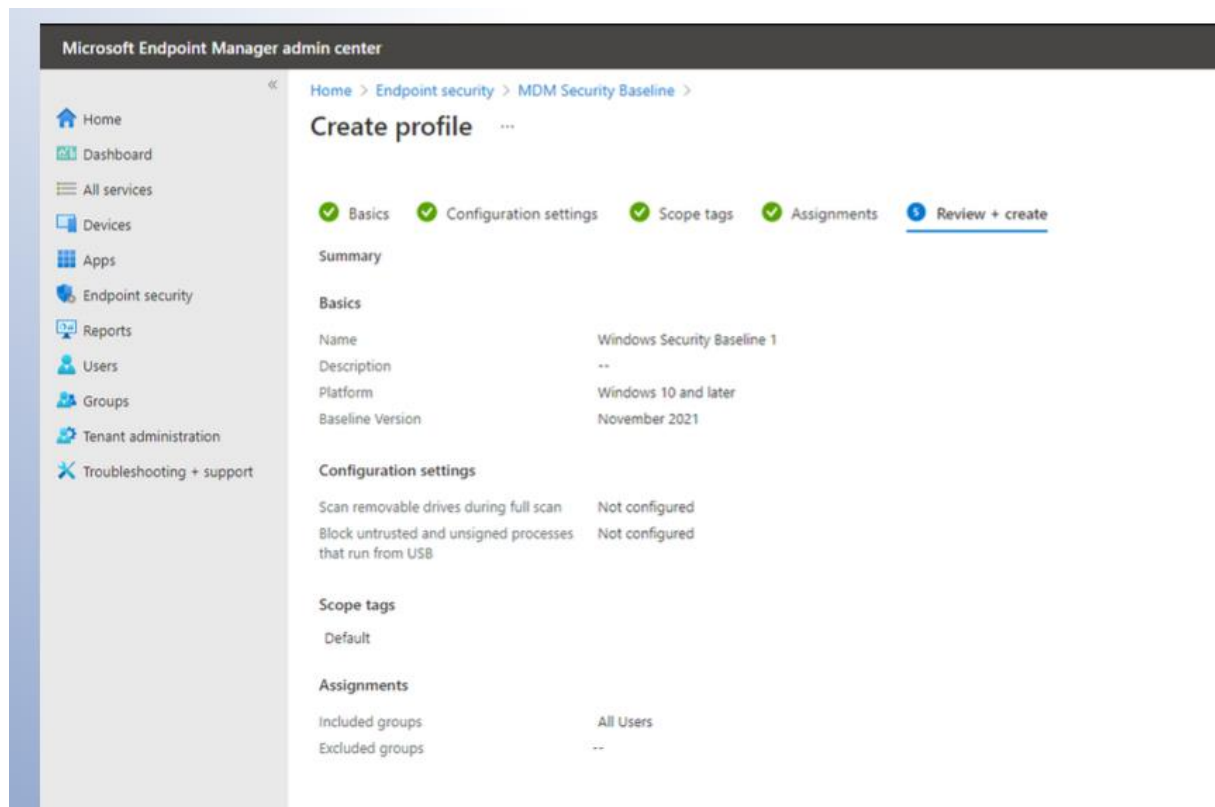 Microsoft Endpoint Manager admin center
«
Home
Dashboard
All services
Devices
Apps
Endpoint security
Reports
Users
Groups
Tenant administration
Troubleshooting + support
Home > Endpoint security > MDM Security Baseline >
Create profile ...
Basics Configuration settings Scope tags Assignments 5 Review + create
Summary
Basics
Name Windows Security Baseline 1
Description --
Platform Windows 10 and later
Baseline Version November 2021
Configuration settings
Scan removable drives during full scan Not configured
Block untrusted and unsigned processes Not configured
that run from USB
Scope tags
Default
Assignments
Included groups All Users
Excluded groups --